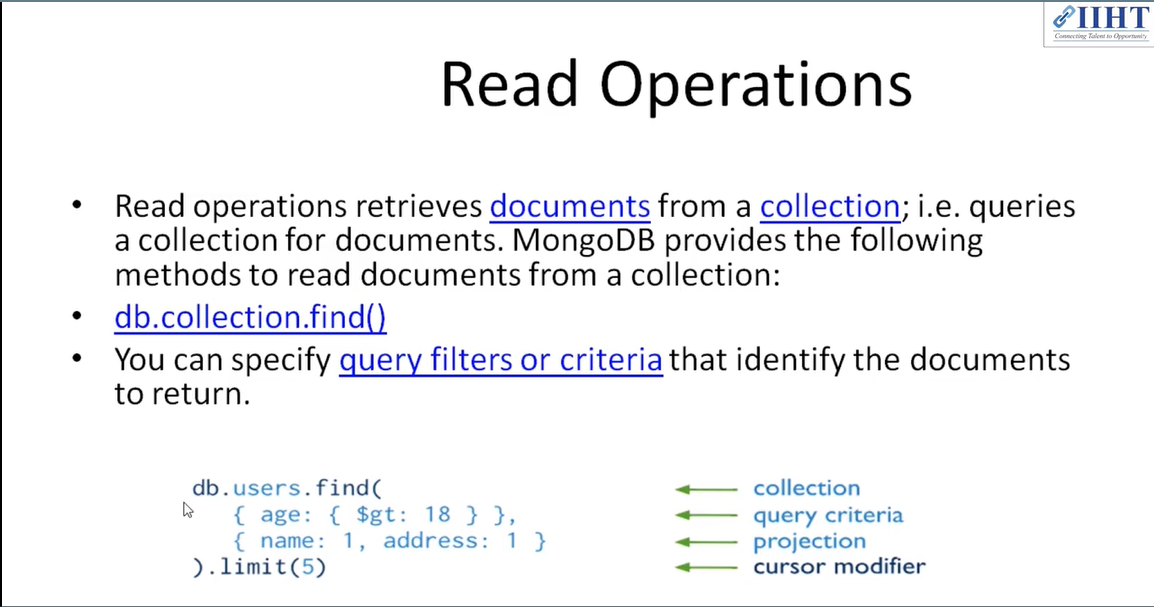 IIHT
Connecting Talent to Opportunity
Read Operations
• Read operations retrieves documents from a collection; i.e. queries
a collection for documents. MongoDB provides the following
methods to read documents from a collection:
• db.collection.find()
• You can specify query filters or criteria that identify the documents
to return.
db.users.find( collection
{ age: { $gt: 18 } }, query criteria
{ name: 1, address: 1 } projection
).limit(5) cursor modifier